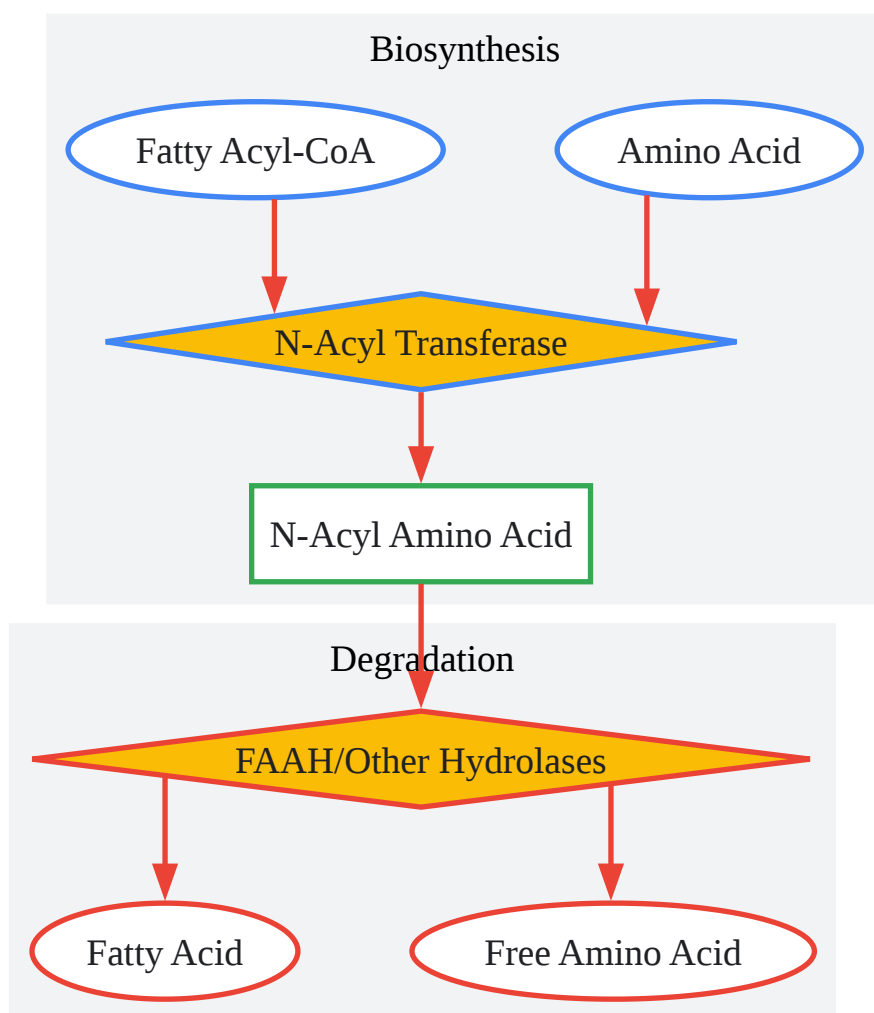 Biosynthesis
Fatty Acyl-CoA
Amino Acid
N-Acyl Transferase
N-Acyl Amino Acid
Degradation
FAAH/Other Hydrolases
Fatty Acid
Free Amino Acid